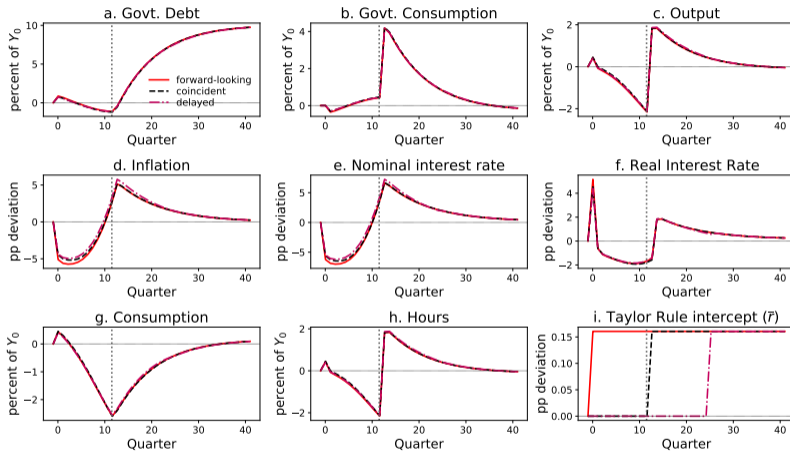 a. Govt. Debt
percent of Y0
10
5
0
forward-looking
coincident
delayed
0 10 20 30 40
Quarter
b. Govt. Consumption
percent of Y0
4
2
0
0 10 20 30 40
Quarter
c. Output
percent of Y0
2
0
−2
0 10 20 30 40
Quarter
d. Inflation
pp deviation
5
0
−5
0 10 20 30 40
Quarter
e. Nominal interest rate
pp deviation
5
0
−5
0 10 20 30 40
Quarter
f. Real Interest Rate
pp deviation
4
2
0
−2
0 10 20 30 40
Quarter
g. Consumption
percent of Y0
0
−1
−2
0 10 20 30 40
Quarter
h. Hours
percent of Y0
2
0
−2
0 10 20 30 40
Quarter
i. Taylor Rule intercept (r̄)
pp deviation
0.15
0.10
0.05
0.00
0 10 20 30 40
Quarter